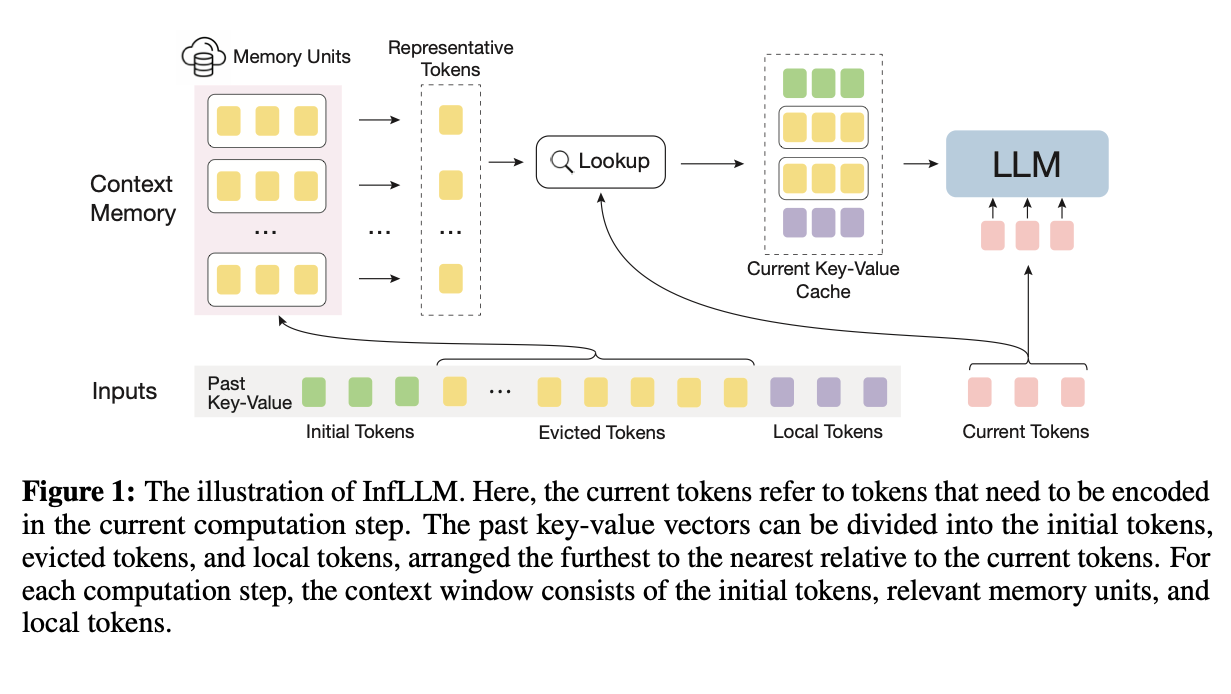 Memory Units
Representative
Tokens
Context
Memory
...
...
...
Lookup
LLM
Current Key-Value
Cache
Inputs
Past
Key-Value
...
Initial Tokens
Evicted Tokens
Local Tokens
Current Tokens
Figure 1: The illustration of InfLLM. Here, the current tokens refer to tokens that need to be encoded
in the current computation step. The past key-value vectors can be divided into the initial tokens,
evicted tokens, and local tokens, arranged the furthest to the nearest relative to the current tokens. For
each computation step, the context window consists of the initial tokens, relevant memory units, and
local tokens.